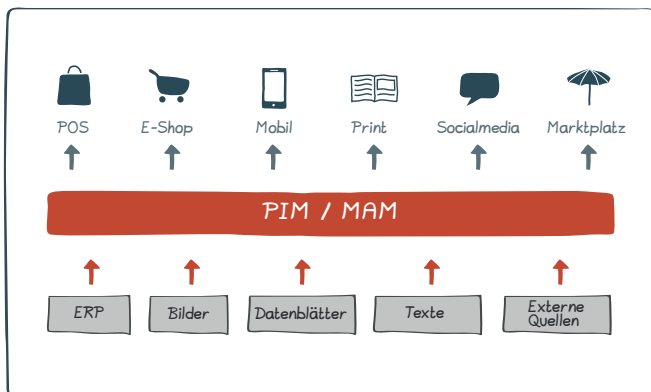 POS
E-Shop
Mobil
Print
Socialmedia
Marktplatz
PIM / MAM
ERP
Bilder
Datenblätter
Texte
Externe
Quellen